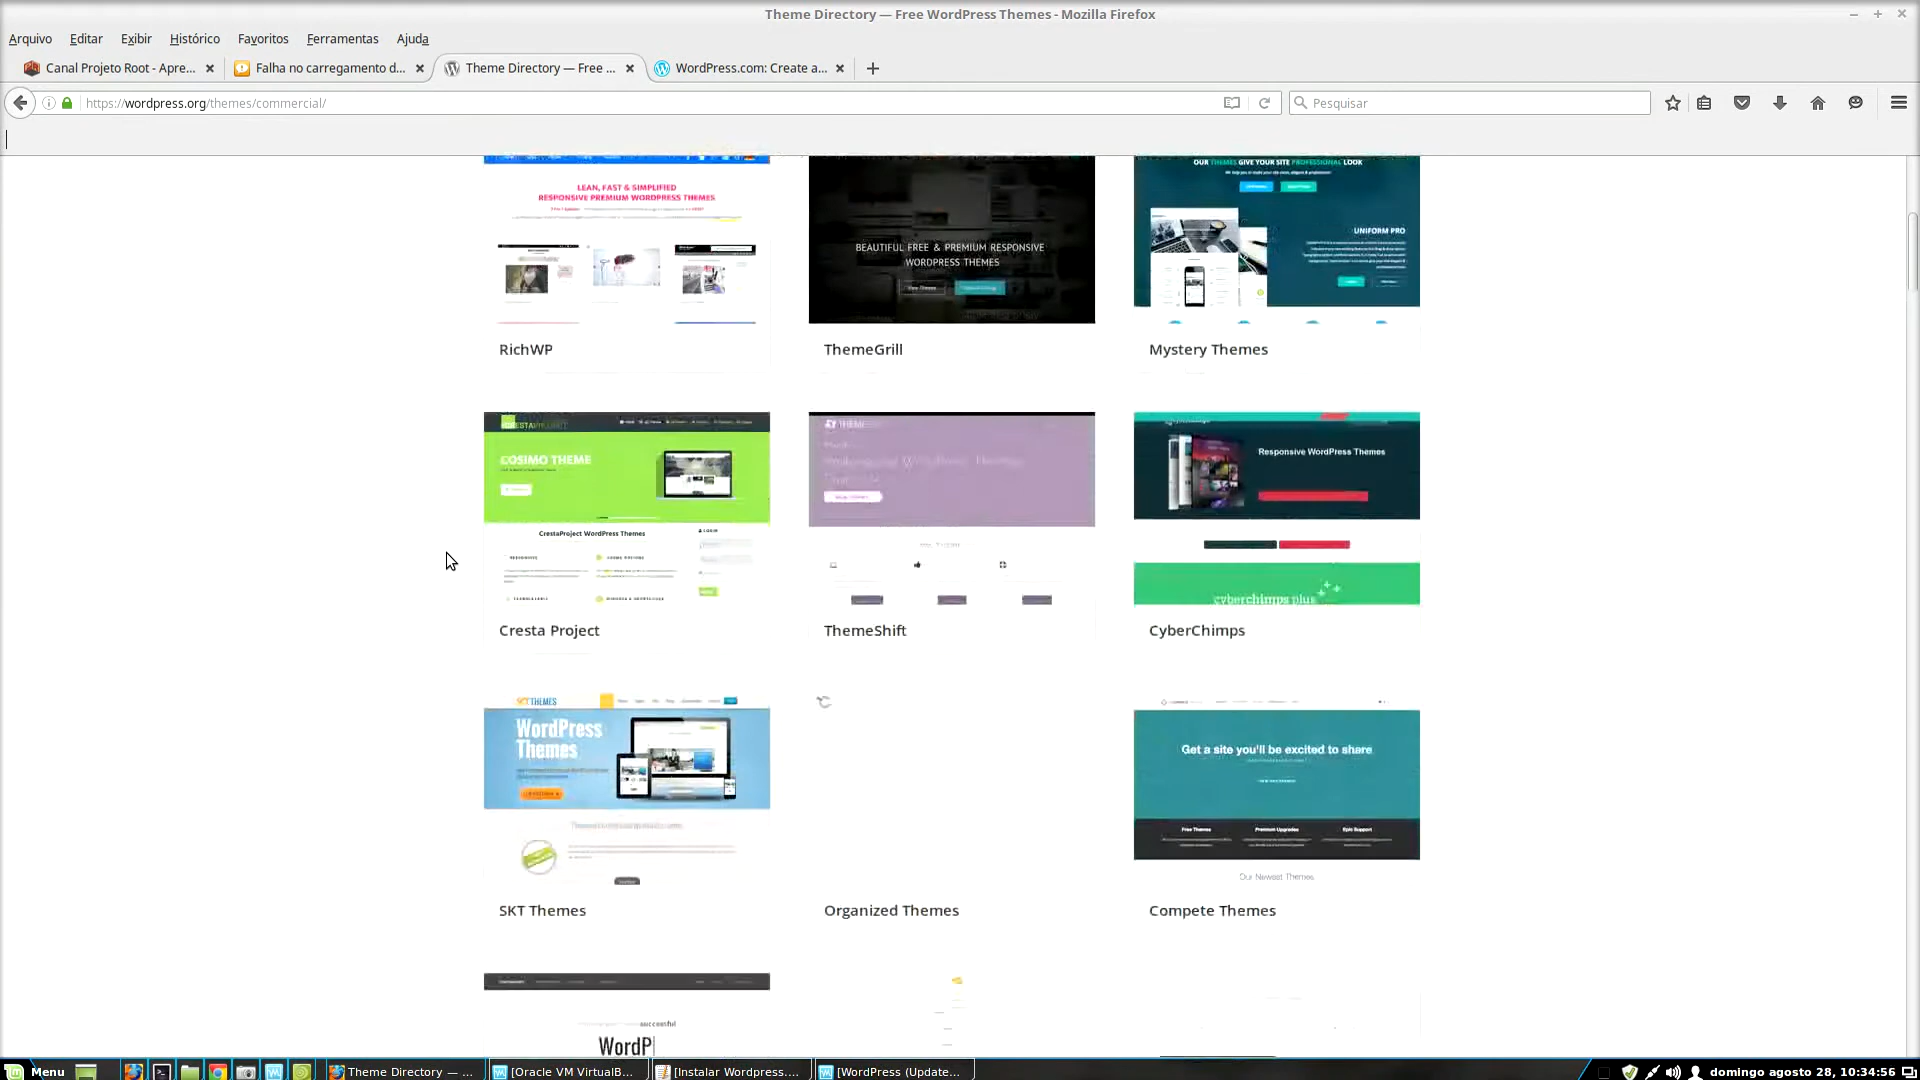 Theme Directory — Free WordPress Themes - Mozilla Firefox
Arquivo Editar Exibir Histórico Favoritos Ferramentas Ajuda
Canal Projeto Root - Apre...
Falha no carregamento d...
Theme Directory — Free ...
WordPress.com: Create a...
https://wordpress.org/themes/commercial/
Pesquisar
LEAN, FAST & SIMPLIFIED
RESPONSIVE PREMIUM WORDPRESS THEMES
BEAUTIFUL FREE & PREMIUM RESPONSIVE
WORDPRESS THEMES
View Themes
OUR THEMES GIVE YOUR SITE PROFESSIONAL LOOK
UNIFORM PRO
RichWP
ThemeGrill
Mystery Themes
COSIMO THEME
CrestaProject WordPress Themes
LOGIN
THEME
Responsive WordPress Themes
cyberchimps plus
Cresta Project
ThemeShift
CyberChimps
SKT THEMES
WordPress
Themes
Get a site you'll be excited to share
Free Themes
Premium Upgrades
Epic Support
Our Newest Themes
SKT Themes
Organized Themes
Compete Themes
successful
WordP
Menu
Theme Directory — ...
[Oracle VM VirtualB...
[Instalar Wordpress....
[WordPress (Update...
domingo agosto 28, 10:34:56